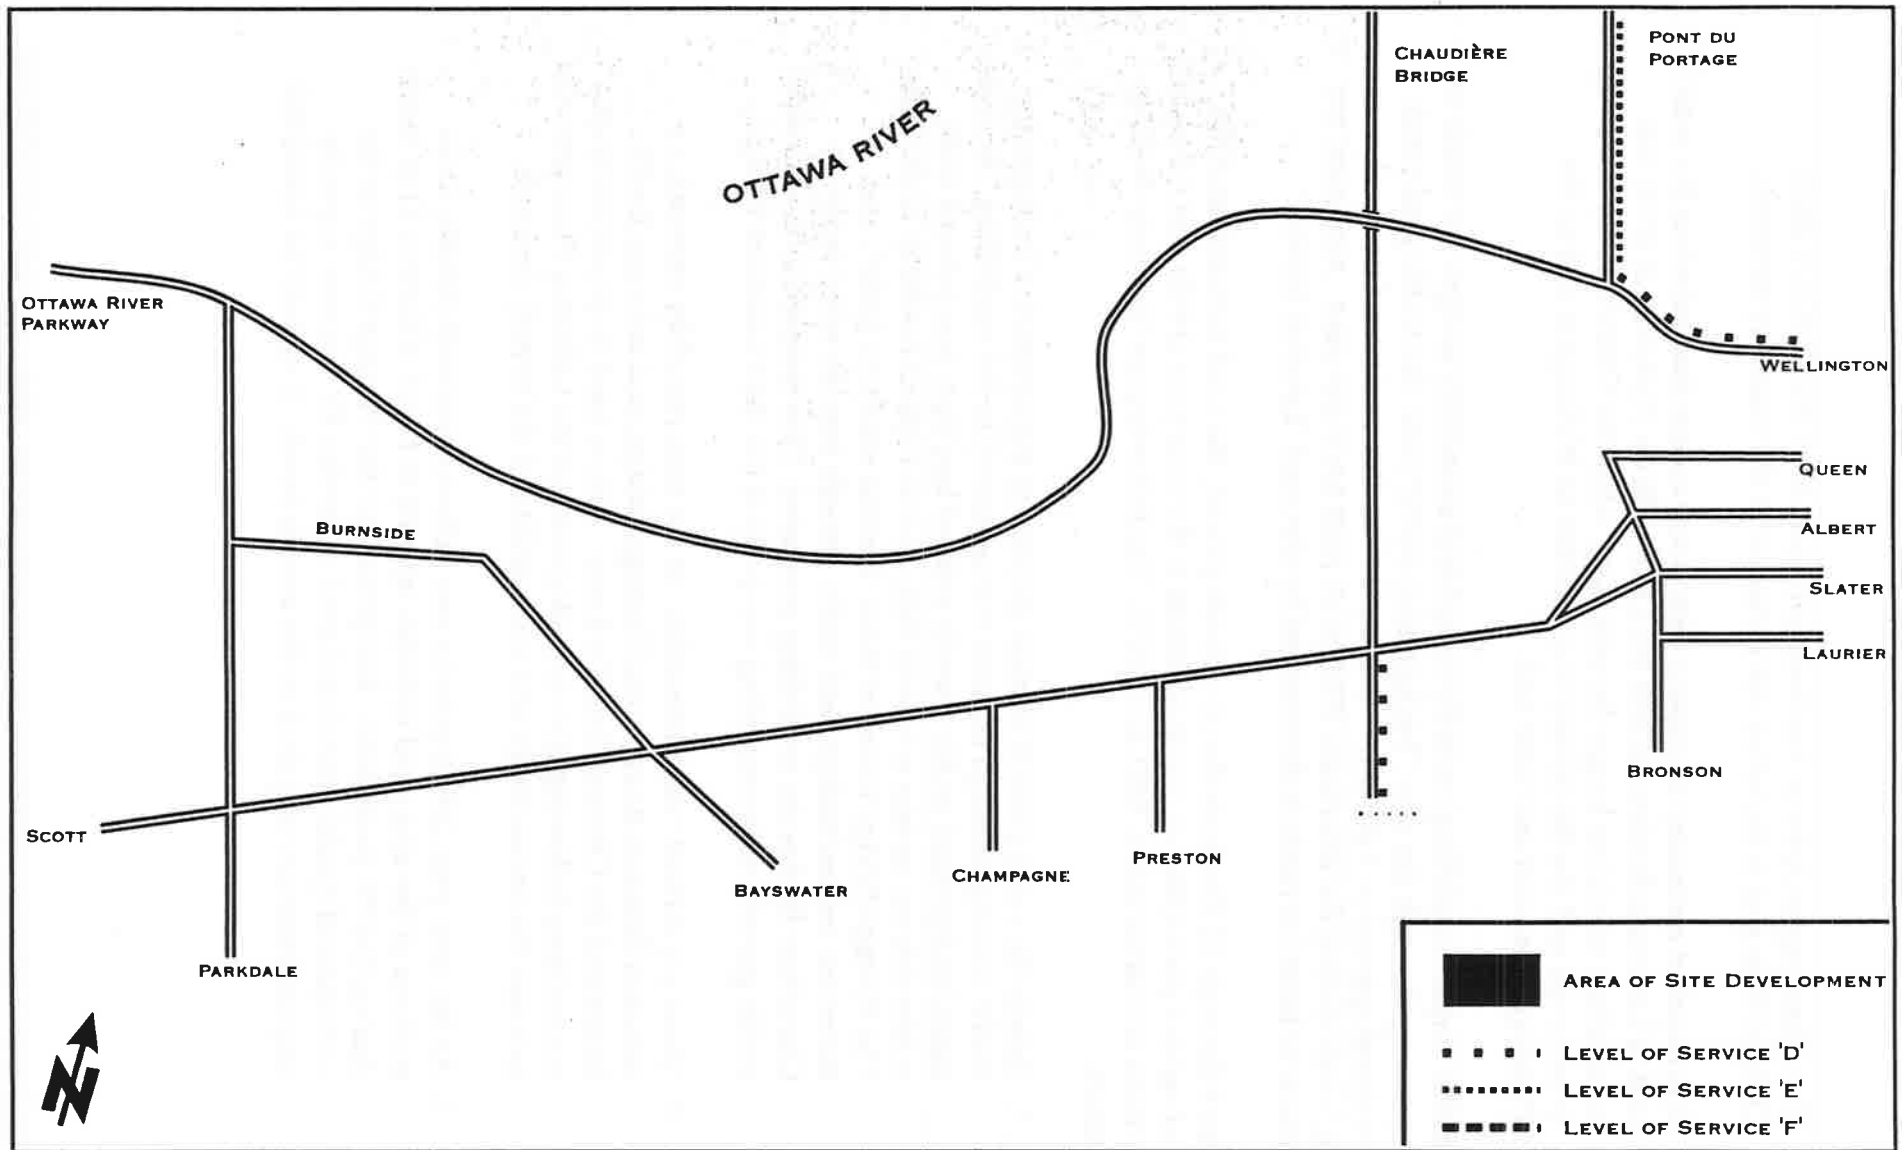 CHAUDIÈRE
BRIDGE
PONT DU
PORTAGE
OTTAWA RIVER
OTTAWA RIVER
PARKWAY
WELLINGTON
QUEEN
BURNSIDE
ALBERT
SLATER
LAURIER
BRONSON
SCOTT
PRESTON
CHAMPAGNE
BAYSWATER
PARKDALE
N
AREA OF SITE DEVELOPMENT
LEVEL OF SERVICE 'D'
LEVEL OF SERVICE 'E'
LEVEL OF SERVICE 'F'